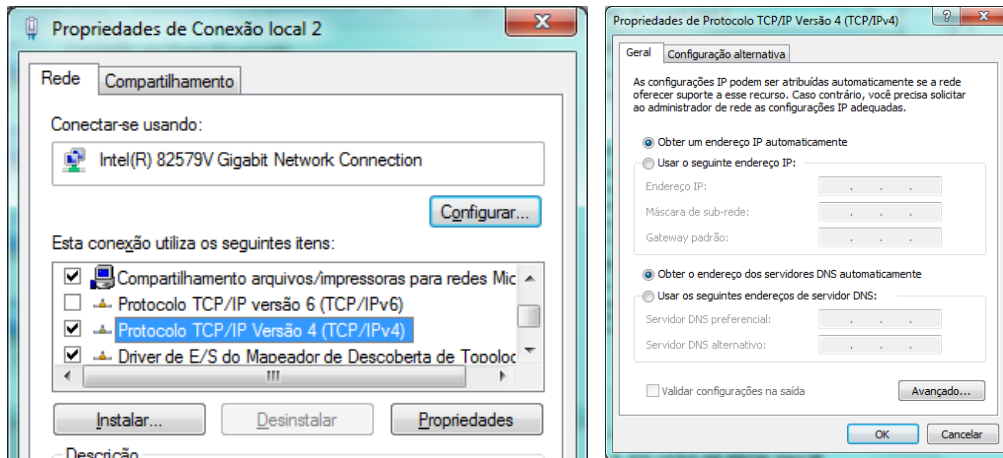 Propriedades de Conexão local 2
Rede
Compartilhamento
Conectar-se usando:
Intel(R) 82579V Gigabit Network Connection
Configurar...
Esta conexão utiliza os seguintes itens:
Compartilhamento arquivos/impressoras para redes Mic
Protocolo TCP/IP versão 6 (TCP/IPv6)
Protocolo TCP/IP Versão 4 (TCP/IPv4)
Driver de E/S do Mapeador de Descoberta de Topoloc
Instalar...
Desinstalar
Propriedades
Descrição
Propriedades de Protocolo TCP/IP Versão 4 (TCP/IPv4)
Geral
Configuração alternativa
As configurações IP podem ser atribuídas automaticamente se a rede
oferecer suporte a esse recurso. Caso contrário, você precisa solicitar
ao administrador de rede as configurações IP adequadas.
Obter um endereço IP automaticamente
Usar o seguinte endereço IP:
Endereço IP:
Máscara de sub-rede:
Gateway padrão:
Obter o endereço dos servidores DNS automaticamente
Usar os seguintes endereços de servidor DNS:
Servidor DNS preferencial:
Servidor DNS alternativo:
Validar configurações na saída
Avançado...
OK
Cancelar